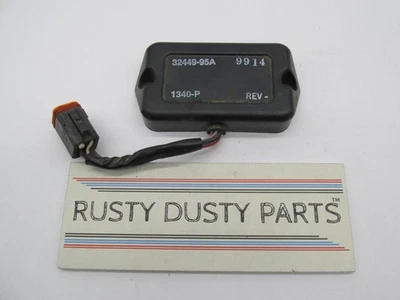 32449-95A 9914
1340-P REV -
RUSTY DUSTY PARTS™